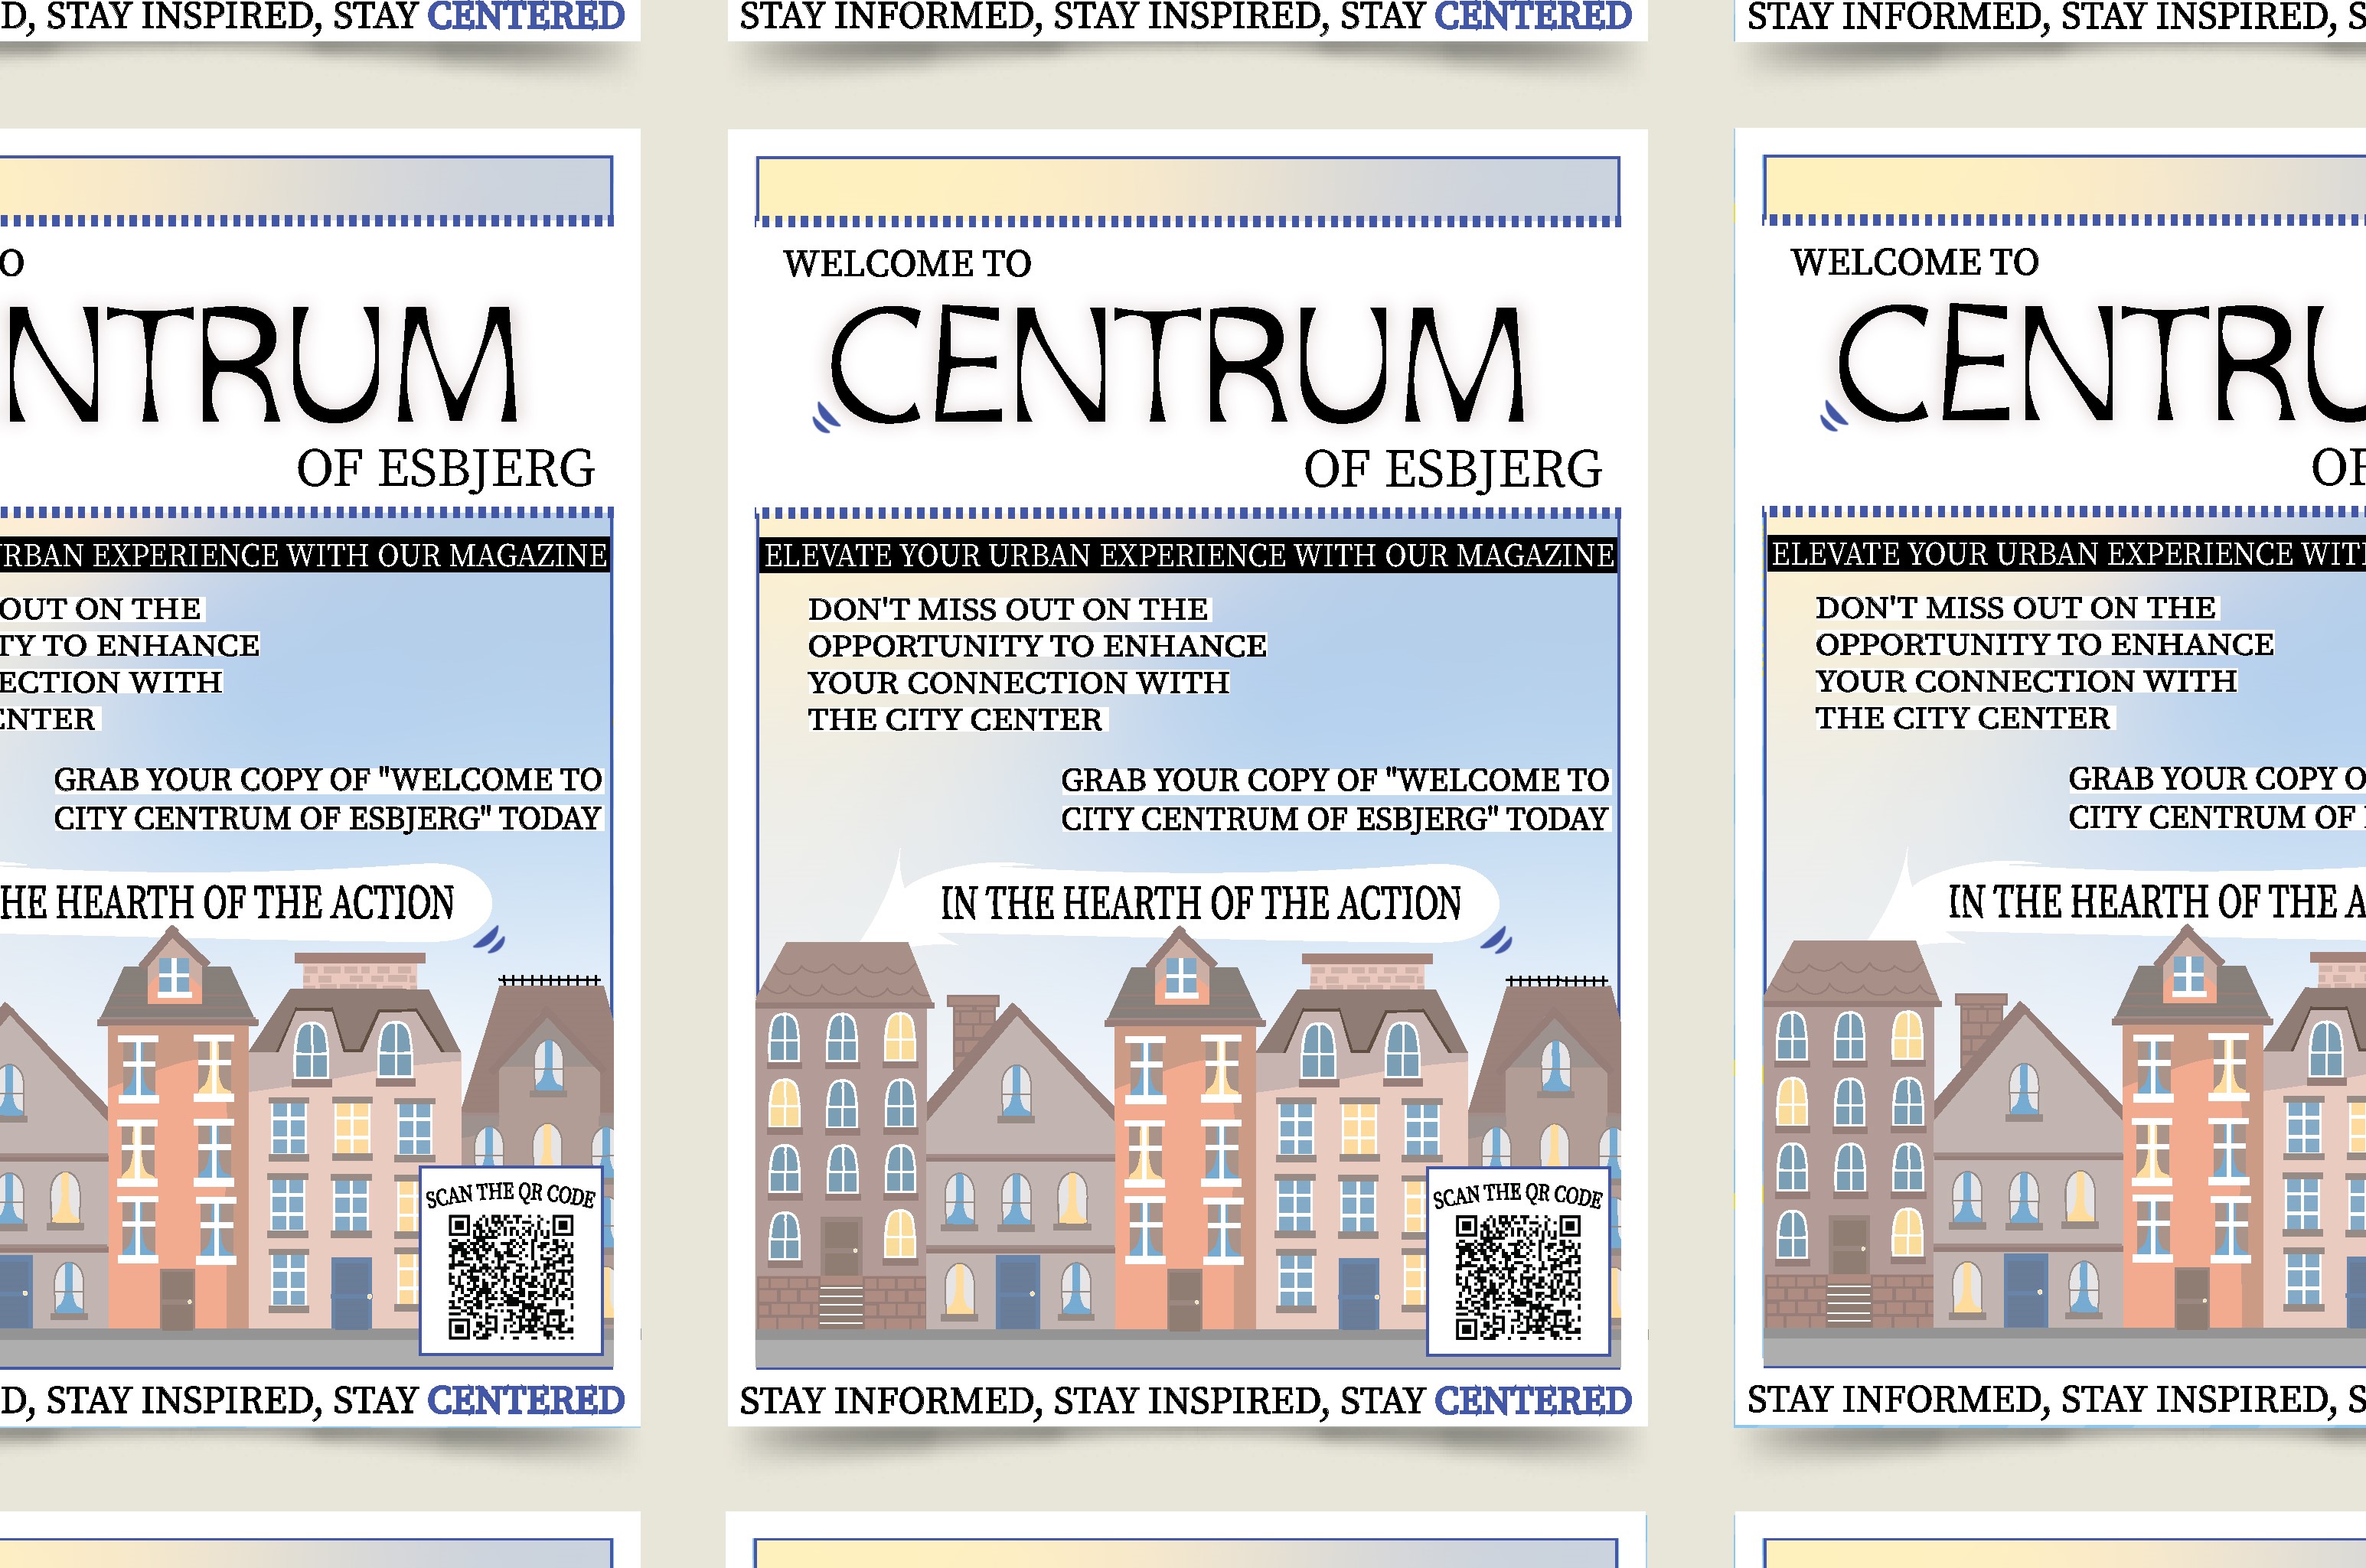 D, STAY INSPIRED, STAY CENTERED
STAY INFORMED, STAY INSPIRED, STAY CENTERED
STAY INFORMED, STAY INSPIRED, S
O
NTRUM
OF ESBJERG
URBAN EXPERIENCE WITH OUR MAGAZINE
OUT ON THE
TY TO ENHANCE
ECTION WITH
ENTER
GRAB YOUR COPY OF "WELCOME TO
CITY CENTRUM OF ESBJERG" TODAY
HE HEARTH OF THE ACTION
SCAN THE QR CODE
D, STAY INSPIRED, STAY CENTERED
WELCOME TO
CENTRUM
OF ESBJERG
ELEVATE YOUR URBAN EXPERIENCE WITH OUR MAGAZINE
DON'T MISS OUT ON THE
OPPORTUNITY TO ENHANCE
YOUR CONNECTION WITH
THE CITY CENTER
GRAB YOUR COPY OF "WELCOME TO
CITY CENTRUM OF ESBJERG" TODAY
IN THE HEARTH OF THE ACTION
SCAN THE QR CODE
STAY INFORMED, STAY INSPIRED, STAY CENTERED
WELCOME TO
CENTRU
OF
ELEVATE YOUR URBAN EXPERIENCE WITH
DON'T MISS OUT ON THE
OPPORTUNITY TO ENHANCE
YOUR CONNECTION WITH
THE CITY CENTER
GRAB YOUR COPY O
CITY CENTRUM OF
IN THE HEARTH OF THE A
STAY INFORMED, STAY INSPIRED, S